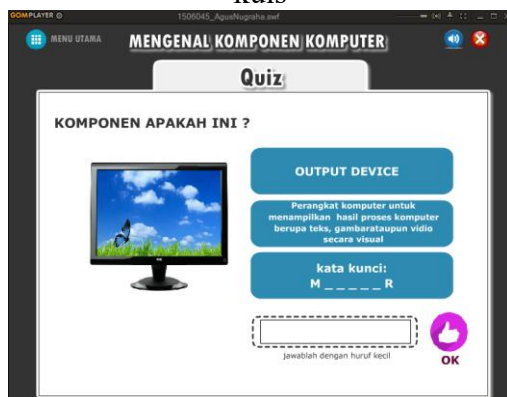 kuis
GOMPLAYER
1506045_AgusNugraha.swf
MENU UTAMA
MENGENAL KOMPONEN KOMPUTER
Quiz
KOMPONEN APAKAH INI ?
OUTPUT DEVICE
Perangkat komputer untuk
menampilkan hasil proses komputer
berupa teks, gambarataupun vidio
secara visual
kata kunci:
M _ _ _ _ _ R
jawablah dengan huruf kecil
OK